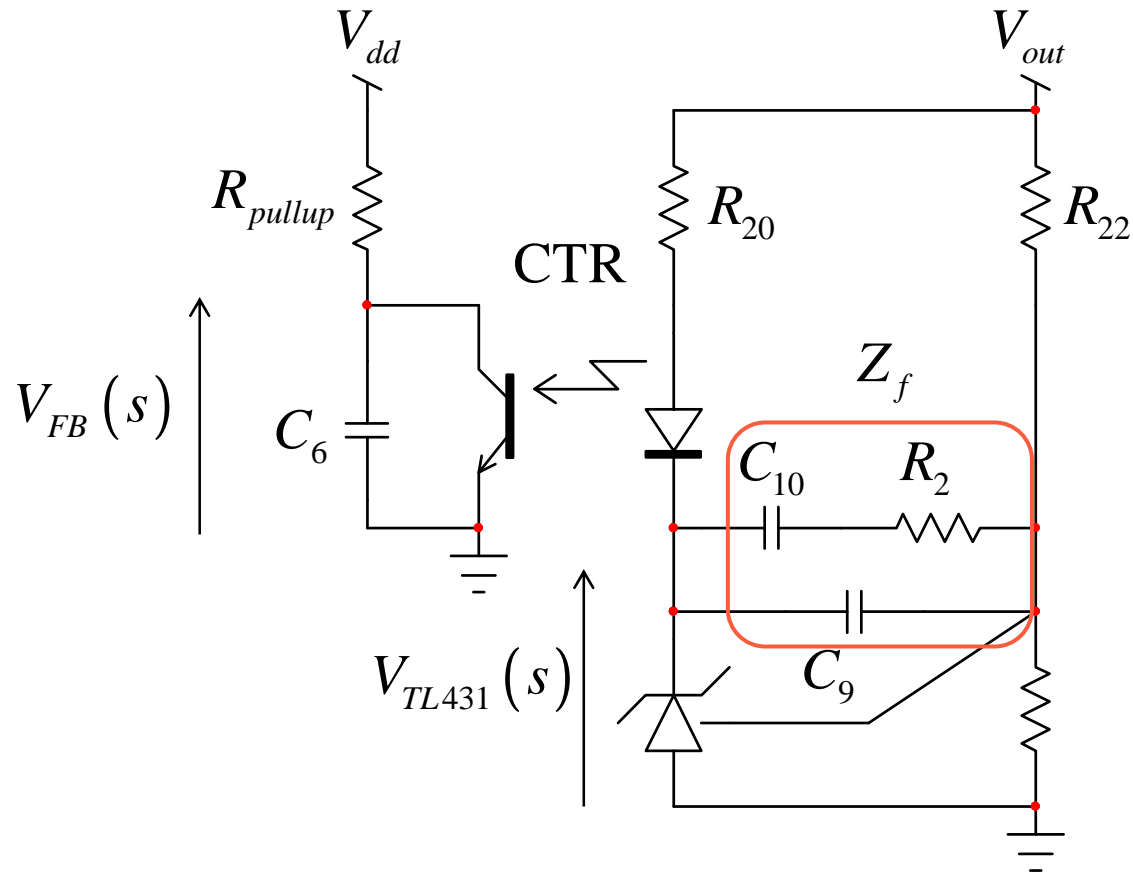 V_dd
V_out
R_pullup
R_20
R_22
CTR
Z_f
V_FB (s)
C_6
C_10
R_2
V_TL431 (s)
C_9